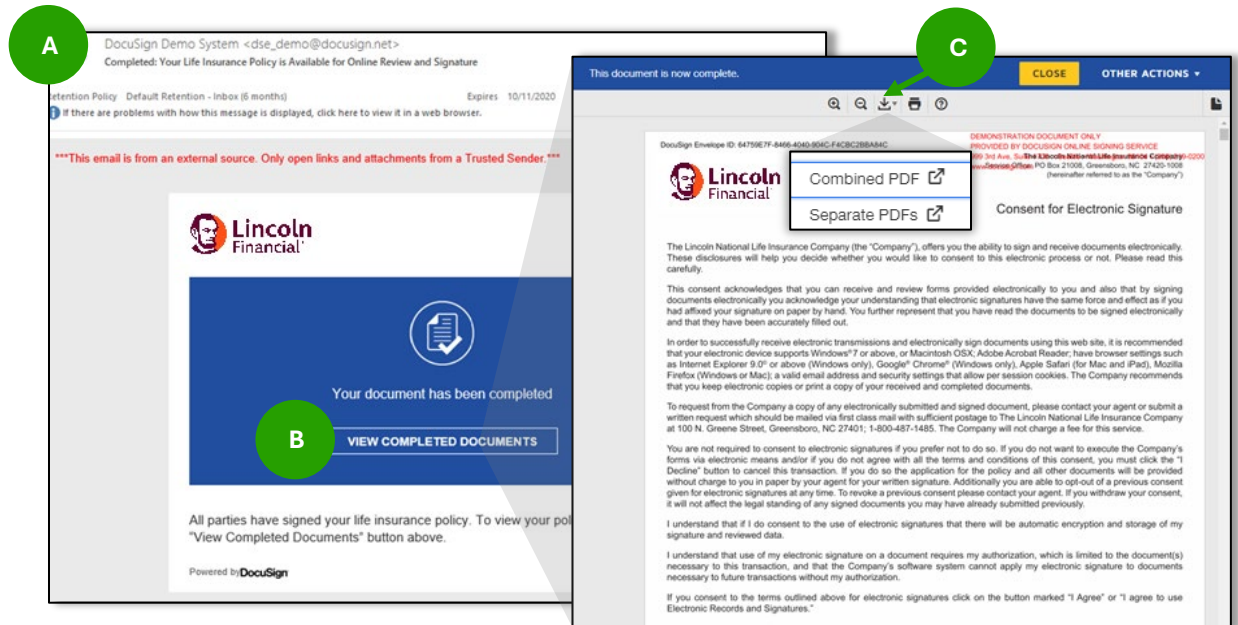 A
DocuSign Demo System <dse_demo@docusign.net>
Completed: Your Life Insurance Policy is Available for Online Review and Signature
etention Policy Default Retention - Inbox (6 months) Expires 10/11/2020
If there are problems with how this message is displayed, click here to view it in a web browser.
***This email is from an external source. Only open links and attachments from a Trusted Sender.***
Lincoln
Financial
Your document has been completed
B
VIEW COMPLETED DOCUMENTS
All parties have signed your life insurance policy. To view your pol
"View Completed Documents" button above.
Powered by DocuSign
C
This document is now complete.
CLOSE
OTHER ACTIONS
DocuSign Envelope ID: 64759E7F-8466-4040-904C-F4CBC2BBA84C
DEMONSTRATION DOCUMENT ONLY
PROVIDED BY DOCUSIGN ONLINE SIGNING SERVICE
999 3rd Ave, The Lincoln National Life Insurance Company
Service Office: PO Box 21008, Greensboro, NC 27420-1008
(hereinafter referred to as the "Company")
Lincoln
Financial
Combined PDF
Separate PDFs
Consent for Electronic Signature
The Lincoln National Life Insurance Company (the "Company"), offers you the ability to sign and receive documents electronically.
These disclosures will help you decide whether you would like to consent to this electronic process or not. Please read this
carefully.
This consent acknowledges that you can receive and review forms provided electronically to you and also that by signing
documents electronically you acknowledge your understanding that electronic signatures have the same force and effect as if you
had affixed your signature on paper by hand. You further represent that you have read the documents to be signed electronically
and that they have been accurately filled out.
In order to successfully receive electronic transmissions and electronically sign documents using this web site, it is recommended
that your electronic device supports Windows® 7 or above, or Macintosh OSX; Adobe Acrobat Reader; have browser settings such
as Internet Explorer 9.0® or above (Windows only), Google® Chrome® (Windows only), Apple Safari (for Mac and iPad), Mozilla
Firefox (Windows or Mac); a valid email address and security settings that allow per session cookies. The Company recommends
that you keep electronic copies or print a copy of your received and completed documents.
To request from the Company a copy of any electronically submitted and signed document, please contact your agent or submit a
written request which should be mailed via first class mail with sufficient postage to The Lincoln National Life Insurance Company
at 100 N. Greene Street, Greensboro, NC 27401; 1-800-487-1485. The Company will not charge a fee for this service.
You are not required to consent to electronic signatures if you prefer not to do so. If you do not want to execute the Company's
forms via electronic means and/or if you do not agree with all the terms and conditions of this consent, you must click the "I
Decline" button to cancel this transaction. If you do so the application for the policy and all other documents will be provided
without charge to you in paper by your agent for your written signature. Additionally you are able to opt-out of a previous consent
given for electronic signatures at any time. To revoke a previous consent please contact your agent. If you withdraw your consent,
it will not affect the legal standing of any signed documents you may have already submitted previously.
I understand that if I do consent to the use of electronic signatures that there will be automatic encryption and storage of my
signature and reviewed data.
I understand that use of my electronic signature on a document requires my authorization, which is limited to the document(s)
necessary to this transaction, and that the Company's software system cannot apply my electronic signature to documents
necessary to future transactions without my authorization.
If you consent to the terms outlined above for electronic signatures click on the button marked "I Agree" or "I agree to use
Electronic Records and Signatures."